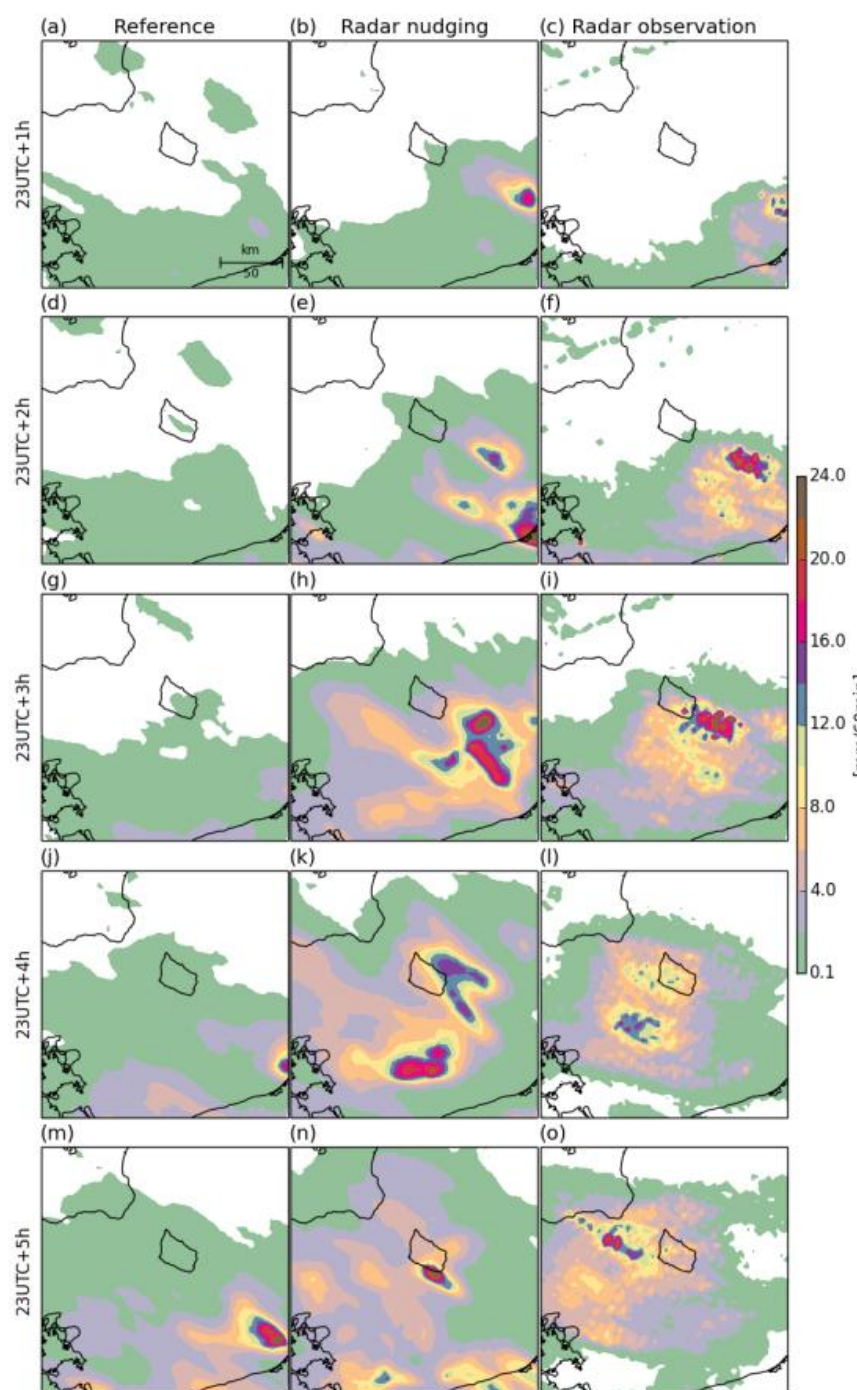 (a) Reference (b) Radar nudging (c) Radar observation
23UTC+1h
km
50
(d) (e) (f)
23UTC+2h
24.0
20.0
(g) (h) (i)
23UTC+3h
16.0
12.0
8.0
(j) (k) (l)
4.0
23UTC+4h
0.1
(m) (n) (o)
23UTC+5h